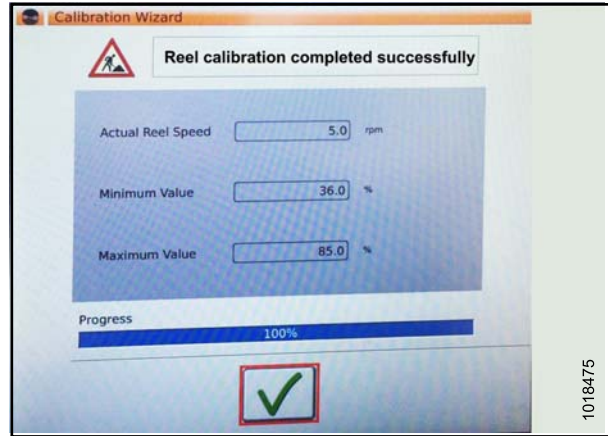 Calibration Wizard
Reel calibration completed successfully
Actual Reel Speed 5.0 rpm
Minimum Value 36.0 %
Maximum Value 85.0 %
Progress
100%
1018475